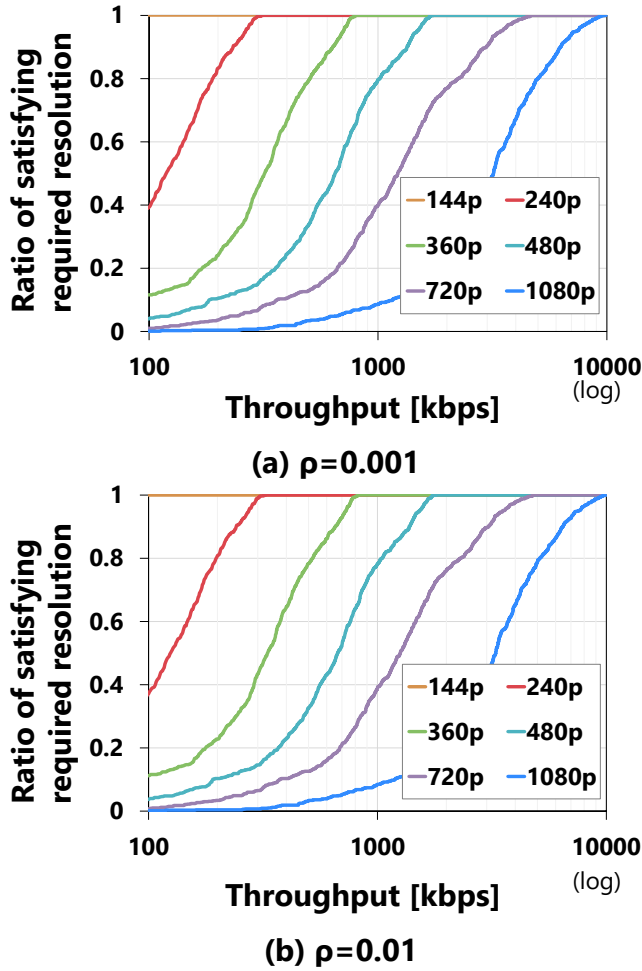 1
0.8
0.6
0.4
0.2
0
Ratio of satisfying
required resolution
144p 240p
360p 480p
720p 1080p
100 1000 10000
(log)
Throughput [kbps]
(a) ρ=0.001
1
0.8
0.6
0.4
0.2
0
Ratio of satisfying
required resolution
144p 240p
360p 480p
720p 1080p
100 1000 10000
(log)
Throughput [kbps]
(b) ρ=0.01